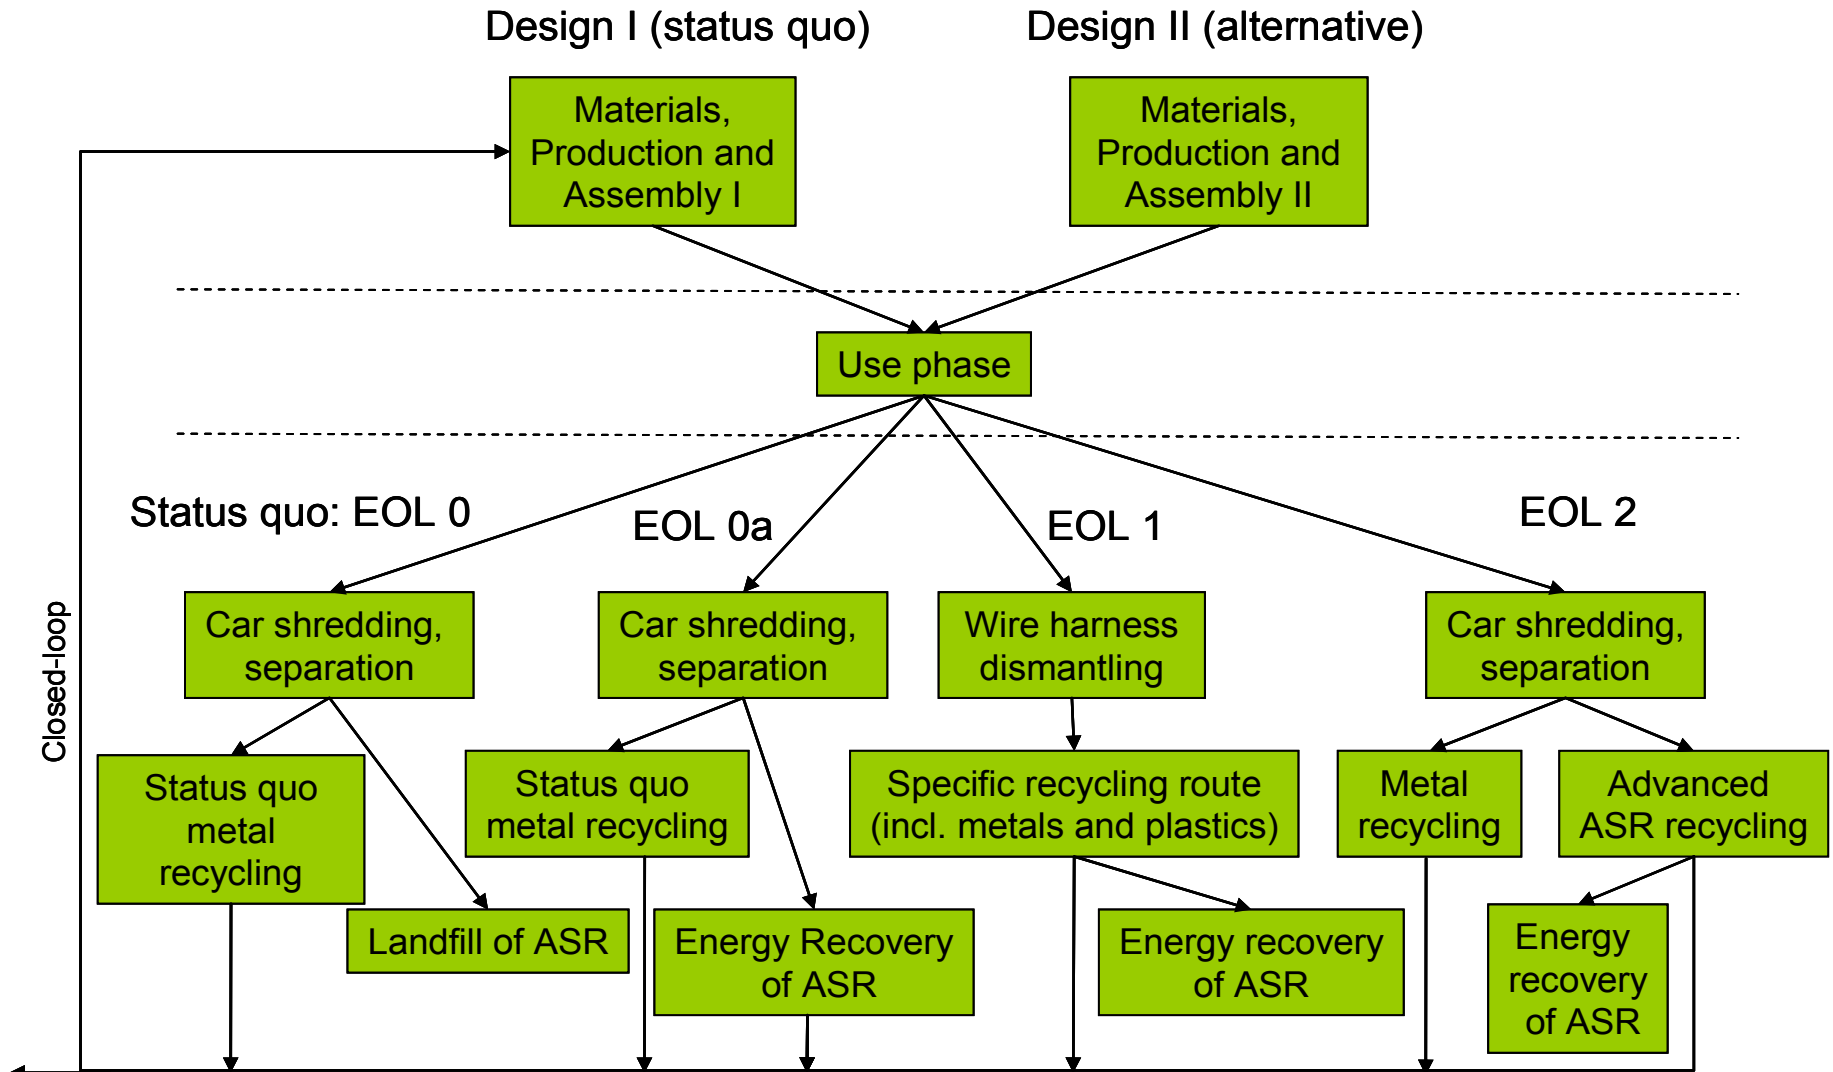 Design I (status quo)
Design II (alternative)
Materials,
Production and
Assembly I
Materials,
Production and
Assembly II
Use phase
Status quo: EOL 0
EOL 0a
EOL 1
EOL 2
Closed-loop
Car shredding,
separation
Car shredding,
separation
Wire harness
dismantling
Car shredding,
separation
Status quo
metal
recycling
Status quo
metal recycling
Specific recycling route
(incl. metals and plastics)
Metal
recycling
Advanced
ASR recycling
Landfill of ASR
Energy Recovery
of ASR
Energy recovery
of ASR
Energy
recovery
of ASR